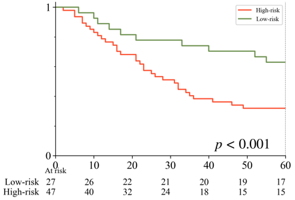 1
High-risk
Low-risk
p < 0.001
0
0 10 20 30 40 50 60
At risk
Low-risk 27 26 22 21 20 19 17
High-risk 47 40 32 24 18 15 15